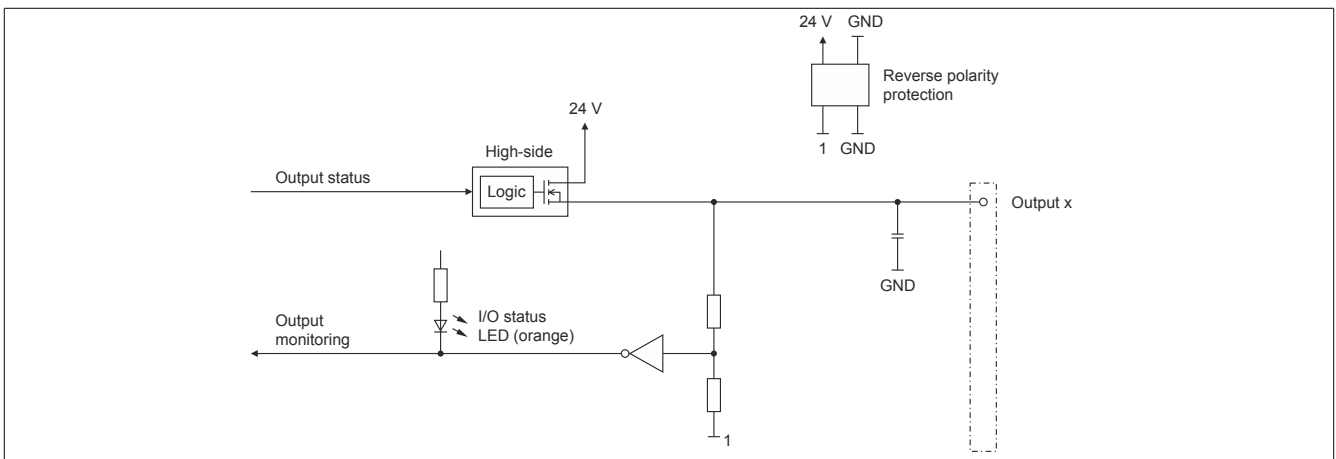 24 V GND
Reverse polarity
protection
1 GND
24 V
High-side
Output status
Logic
Output x
GND
I/O status
LED (orange)
Output
monitoring
1